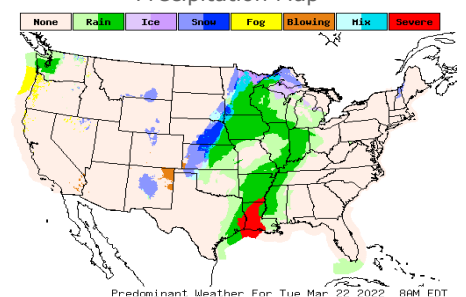 Precipitation Map
None Rain Ice Snow Fog Blowing Mix Severe
Predominant Weather For Tue Mar 22 2022 8AM EDT